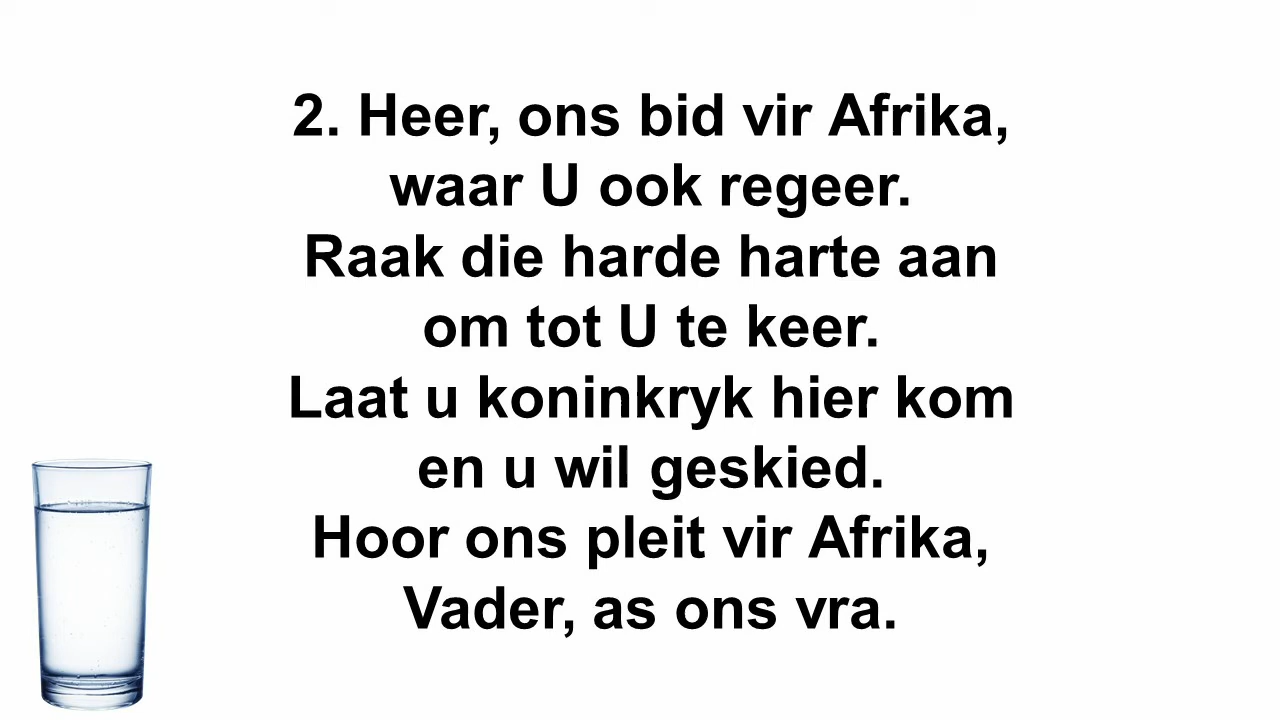 2. Heer, ons bid vir Afrika,
waar U ook regeer.
Raak die harde harte aan
om tot U te keer.
Laat u koninkryk hier kom
en u wil geskied.
Hoor ons pleit vir Afrika,
Vader, as ons vra.